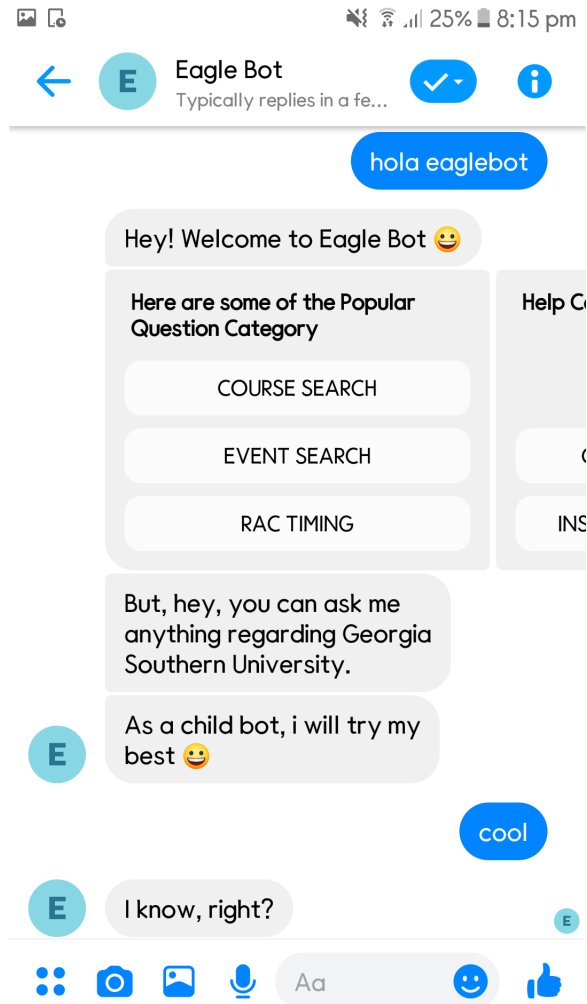 25% 8:15 pm
E
Eagle Bot
Typically replies in a fe...
hola eaglebot
Hey! Welcome to Eagle Bot 😀
Here are some of the Popular
Question Category
COURSE SEARCH
EVENT SEARCH
RAC TIMING
Help C
INS
But, hey, you can ask me
anything regarding Georgia
Southern University.
As a child bot, i will try my
best 😀
E
cool
E
I know, right?
E
Aa